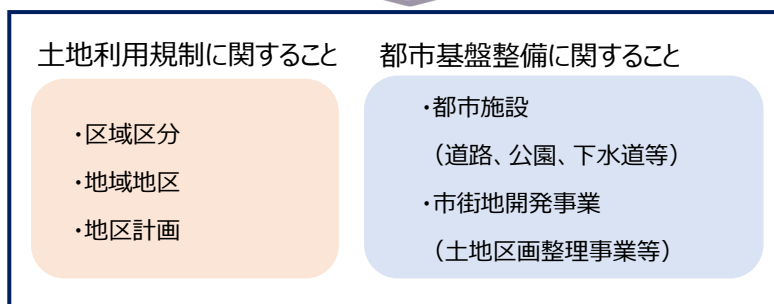 土地利用規制に関すること
・区域区分
・地域地区
・地区計画
都市基盤整備に関すること
・都市施設
（道路、公園、下水道等）
・市街地開発事業
（土地区画整理事業等）